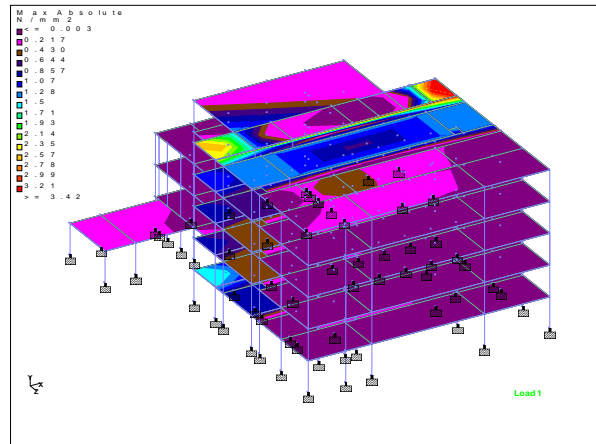 Max Absolute
N/mm2
<= 0.003
0.217
0.430
0.644
0.857
1.07
1.28
1.5
1.71
1.93
2.14
2.35
2.57
2.78
2.99
3.21
>= 3.42
Y
X
Z
Load 1